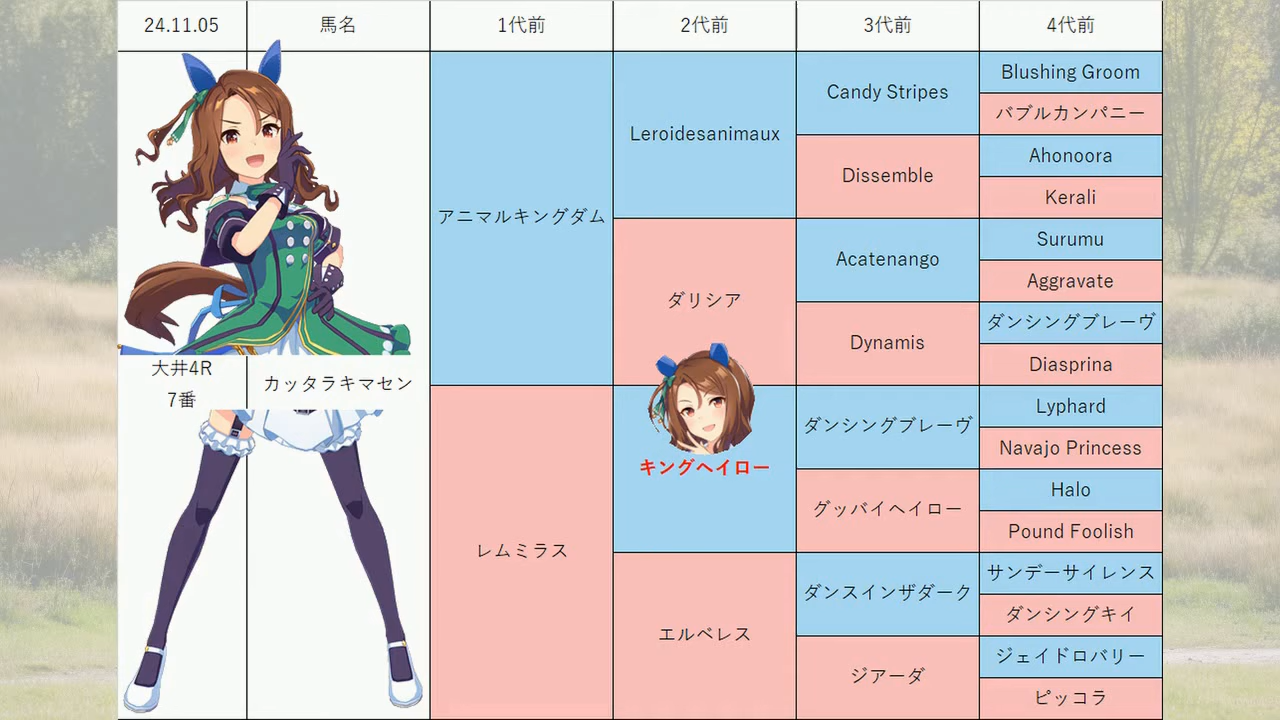 24.11.05
馬名
1代前
2代前
3代前
4代前
大井4R
7番
カッタラキマセン
アニマルキングダム
レムミラス
Leroidesanimaux
ダリシア
キングヘイロー
エルベレス
Candy Stripes
Dissemble
Acatenango
Dynamis
ダンシングブレーヴ
グッバイヘイロー
ダンスインザダーク
ジアーダ
Blushing Groom
バブルカンパニー
Ahonoora
Kerali
Surumu
Aggravate
ダンシングブレーヴ
Diasprina
Lyphard
Navajo Princess
Halo
Pound Foolish
サンデーサイレンス
ダンシングキイ
ジェイドロバリー
ピッコラ